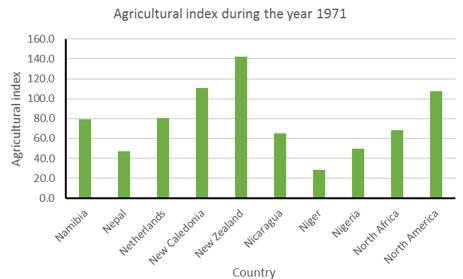 Agricultural index during the year 1971
Agricultural index
160.0
140.0
120.0
100.0
80.0
60.0
40.0
20.0
0.0
Namibia
Nepal
Netherlands
New Caledonia
New Zealand
Nicaragua
Niger
Nigeria
North Africa
North America
Country